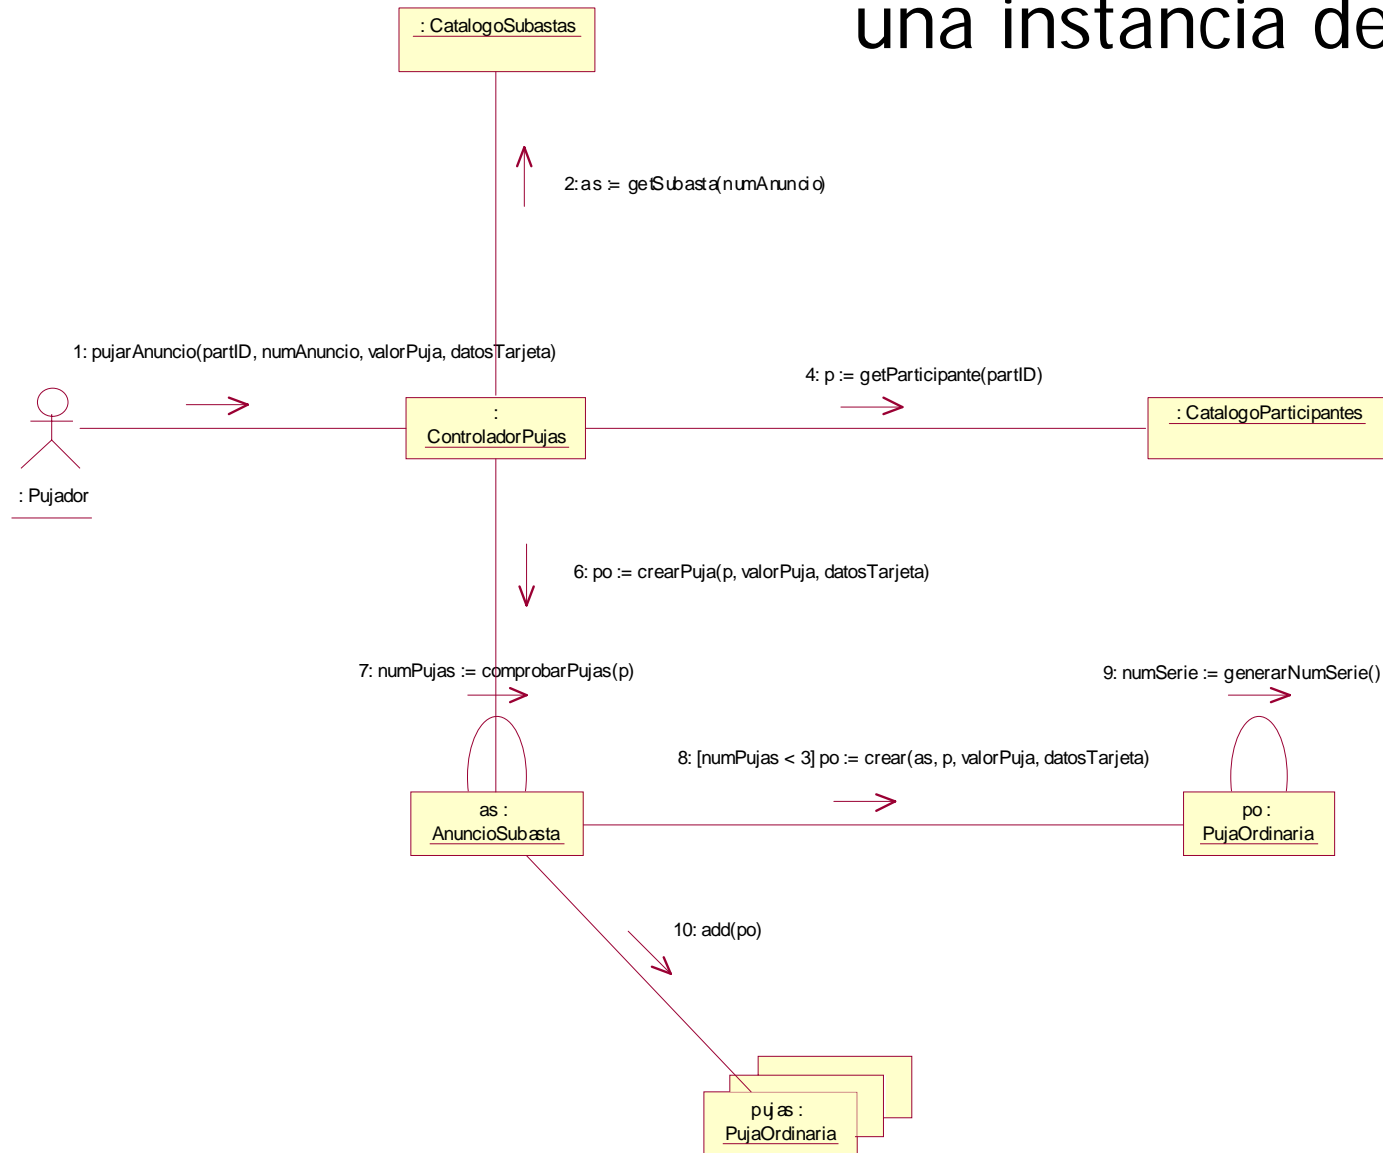 una instancia de
: CatalogoSubastas
2: as := getSubasta(numAnuncio)
1: pujarAnuncio(partID, numAnuncio, valorPuja, datosTarjeta)
4: p := getParticipante(partID)
:
ControladorPujas
: CatalogoParticipantes
: Pujador
6: po := crearPuja(p, valorPuja, datosTarjeta)
7: numPujas := comprobarPujas(p)
9: numSerie := generarNumSerie()
8: [numPujas < 3] po := crear(as, p, valorPuja, datosTarjeta)
as :
AnuncioSubasta
po :
PujaOrdinaria
10: add(po)
pujas :
PujaOrdinaria